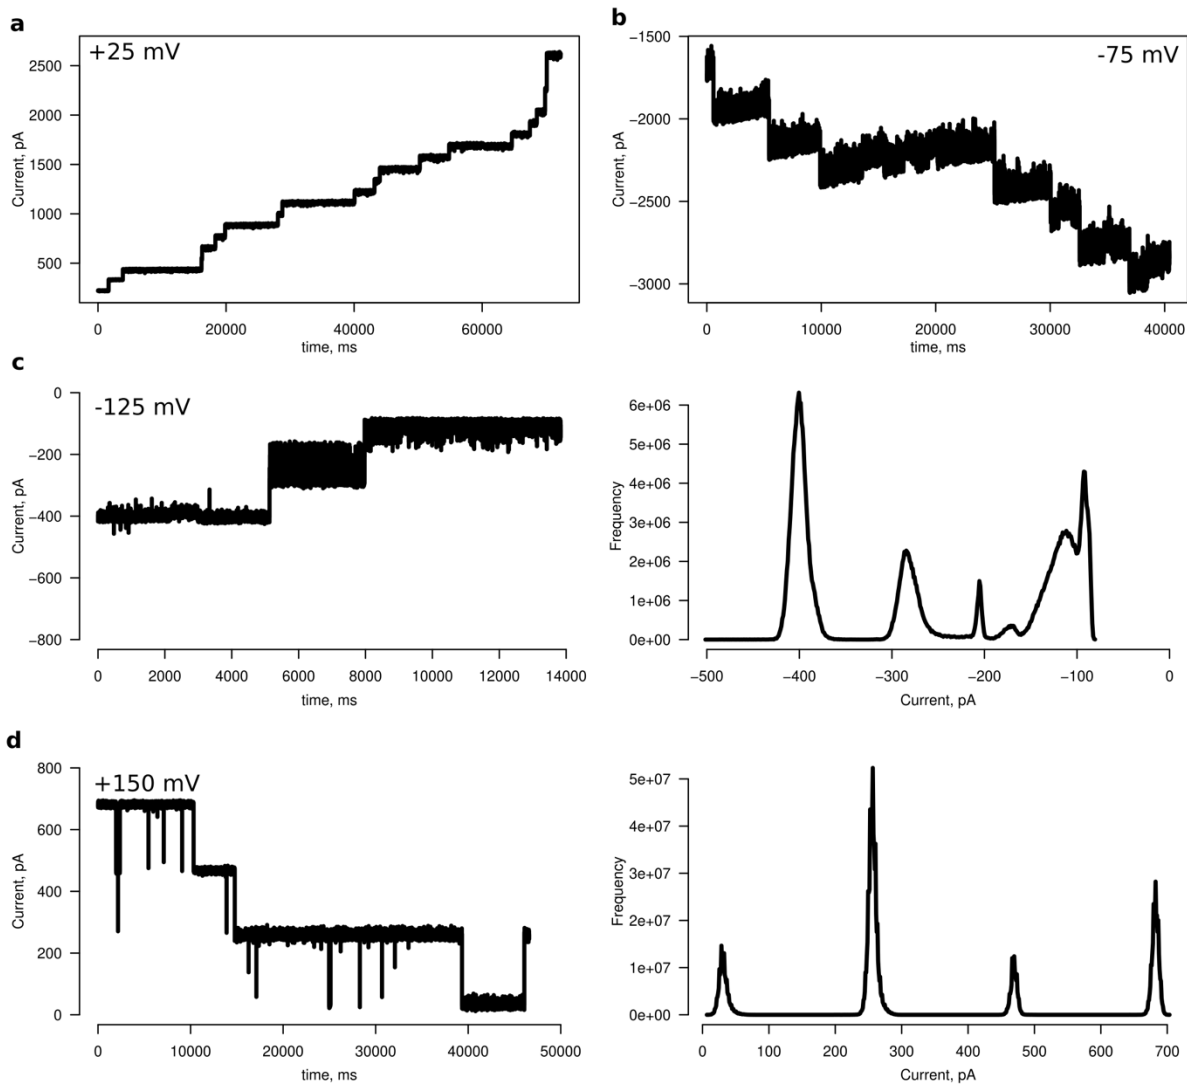 a
+25 mV
2500
2000
1500
1000
500
Current, pA
0 20000 40000 60000
time, ms
b
-75 mV
−1500
−2000
−2500
−3000
Current, pA
0 10000 20000 30000 40000
time, ms
c
-125 mV
0
−200
−400
−600
−800
Current, pA
0 2000 4000 6000 8000 10000 12000 14000
time, ms
6e+06
5e+06
4e+06
3e+06
2e+06
1e+06
0e+00
Frequency
−500 −400 −300 −200 −100 0
Current, pA
d
+150 mV
800
600
400
200
0
Current, pA
0 10000 20000 30000 40000 50000
time, ms
5e+07
4e+07
3e+07
2e+07
1e+07
0e+00
Frequency
0 100 200 300 400 500 600 700
Current, pA